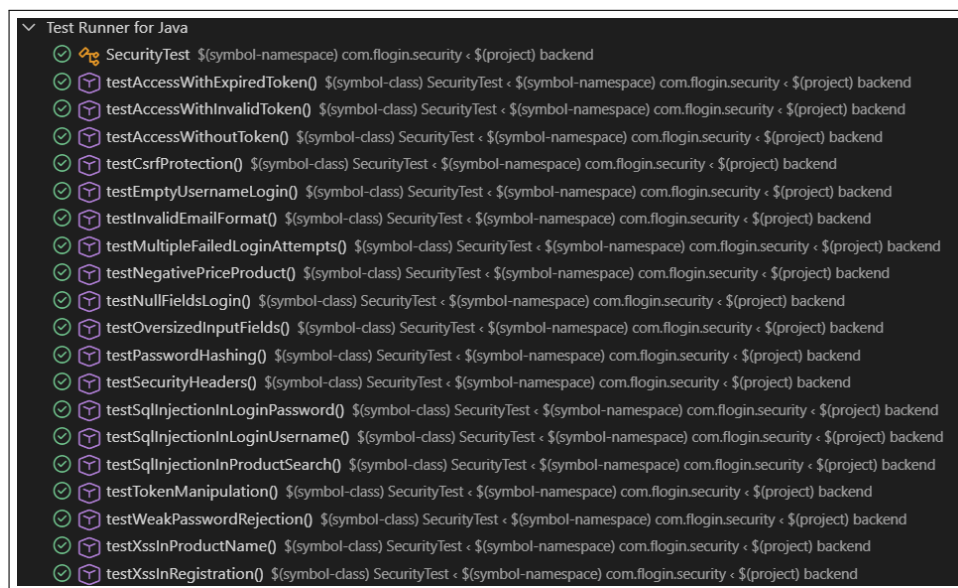 Test Runner for Java
SecurityTest $(symbol-namespace) com.flogin.security < $(project) backend
testAccessWithExpiredToken() $(symbol-class) SecurityTest < $(symbol-namespace) com.flogin.security < $(project) backend
testAccessWithInvalidToken() $(symbol-class) SecurityTest < $(symbol-namespace) com.flogin.security < $(project) backend
testAccessWithoutToken() $(symbol-class) SecurityTest < $(symbol-namespace) com.flogin.security < $(project) backend
testCsrfProtection() $(symbol-class) SecurityTest < $(symbol-namespace) com.flogin.security < $(project) backend
testEmptyUsernameLogin() $(symbol-class) SecurityTest < $(symbol-namespace) com.flogin.security < $(project) backend
testInvalidEmailFormat() $(symbol-class) SecurityTest < $(symbol-namespace) com.flogin.security < $(project) backend
testMultipleFailedLoginAttempts() $(symbol-class) SecurityTest < $(symbol-namespace) com.flogin.security < $(project) backend
testNegativePriceProduct() $(symbol-class) SecurityTest < $(symbol-namespace) com.flogin.security < $(project) backend
testNullFieldsLogin() $(symbol-class) SecurityTest < $(symbol-namespace) com.flogin.security < $(project) backend
testOversizedInputFields() $(symbol-class) SecurityTest < $(symbol-namespace) com.flogin.security < $(project) backend
testPasswordHashing() $(symbol-class) SecurityTest < $(symbol-namespace) com.flogin.security < $(project) backend
testSecurityHeaders() $(symbol-class) SecurityTest < $(symbol-namespace) com.flogin.security < $(project) backend
testSqlInjectionInLoginPassword() $(symbol-class) SecurityTest < $(symbol-namespace) com.flogin.security < $(project) backend
testSqlInjectionInLoginUsername() $(symbol-class) SecurityTest < $(symbol-namespace) com.flogin.security < $(project) backend
testSqlInjectionInProductSearch() $(symbol-class) SecurityTest < $(symbol-namespace) com.flogin.security < $(project) backend
testTokenManipulation() $(symbol-class) SecurityTest < $(symbol-namespace) com.flogin.security < $(project) backend
testWeakPasswordRejection() $(symbol-class) SecurityTest < $(symbol-namespace) com.flogin.security < $(project) backend
testXssInProductName() $(symbol-class) SecurityTest < $(symbol-namespace) com.flogin.security < $(project) backend
testXssInRegistration() $(symbol-class) SecurityTest < $(symbol-namespace) com.flogin.security < $(project) backend